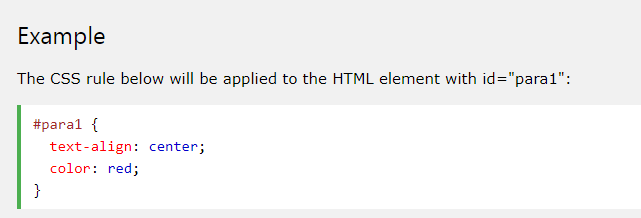 Example
The CSS rule below will be applied to the HTML element with id="para1":
#para1 {
  text-align: center;
  color: red;
}